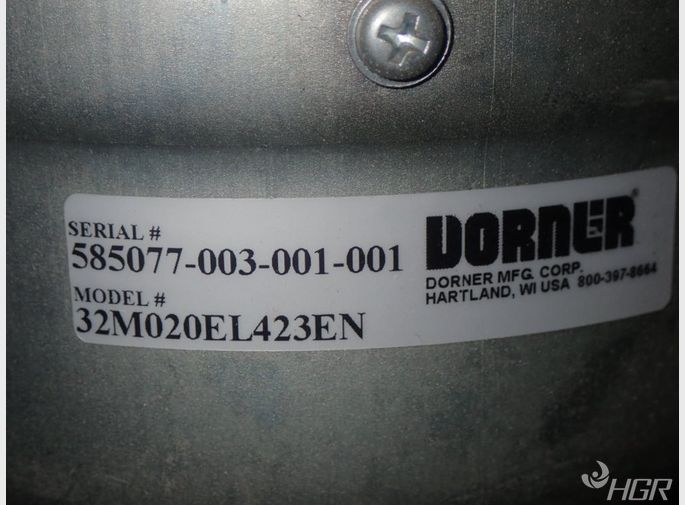 SERIAL #
585077-003-001-001
MODEL #
32M020EL423EN
DORNER®
DORNER MFG. CORP.
HARTLAND, WI USA 800-397-8664
HGR